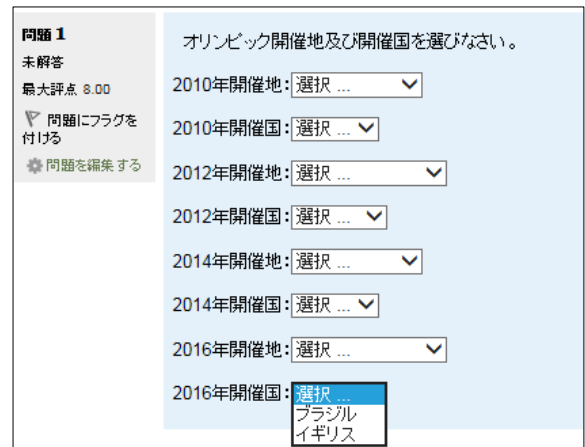 問題 1
未解答
最大評点 8.00
問題にフラグを
付ける
問題を編集する
オリンピック開催地及び開催国を選びなさい。
2010年開催地：選択 ...
2010年開催国：選択 ...
2012年開催地：選択 ...
2012年開催国：選択 ...
2014年開催地：選択 ...
2014年開催国：選択 ...
2016年開催地：選択 ...
2016年開催国：選択 ...
ブラジル
イギリス